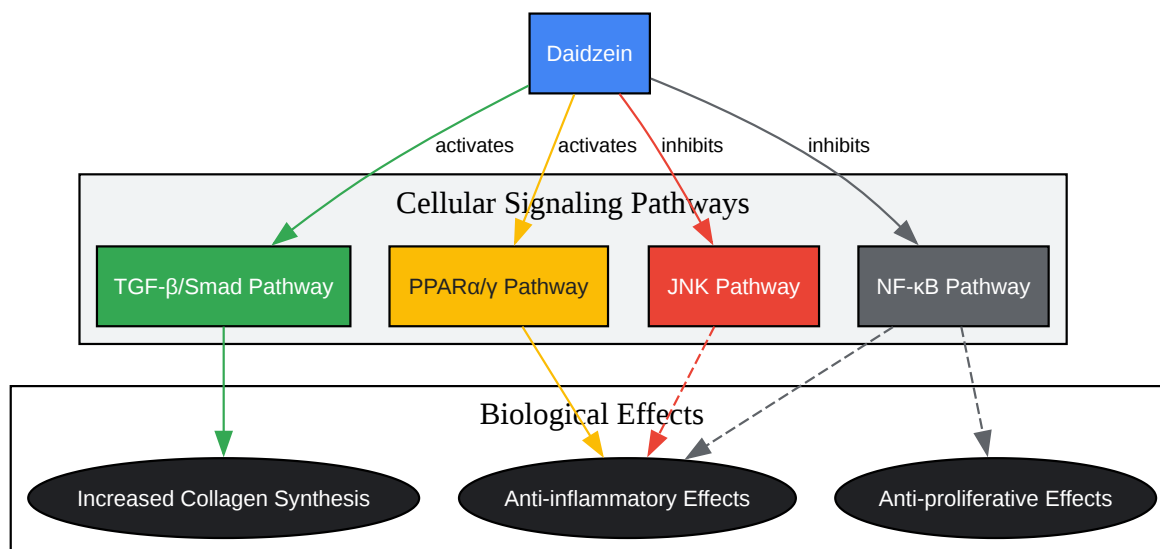 Daidzein
activates
activates
inhibits
inhibits
Cellular Signaling Pathways
TGF-β/Smad Pathway
PPARα/γ Pathway
JNK Pathway
NF-κB Pathway
Biological Effects
Increased Collagen Synthesis
Anti-inflammatory Effects
Anti-proliferative Effects